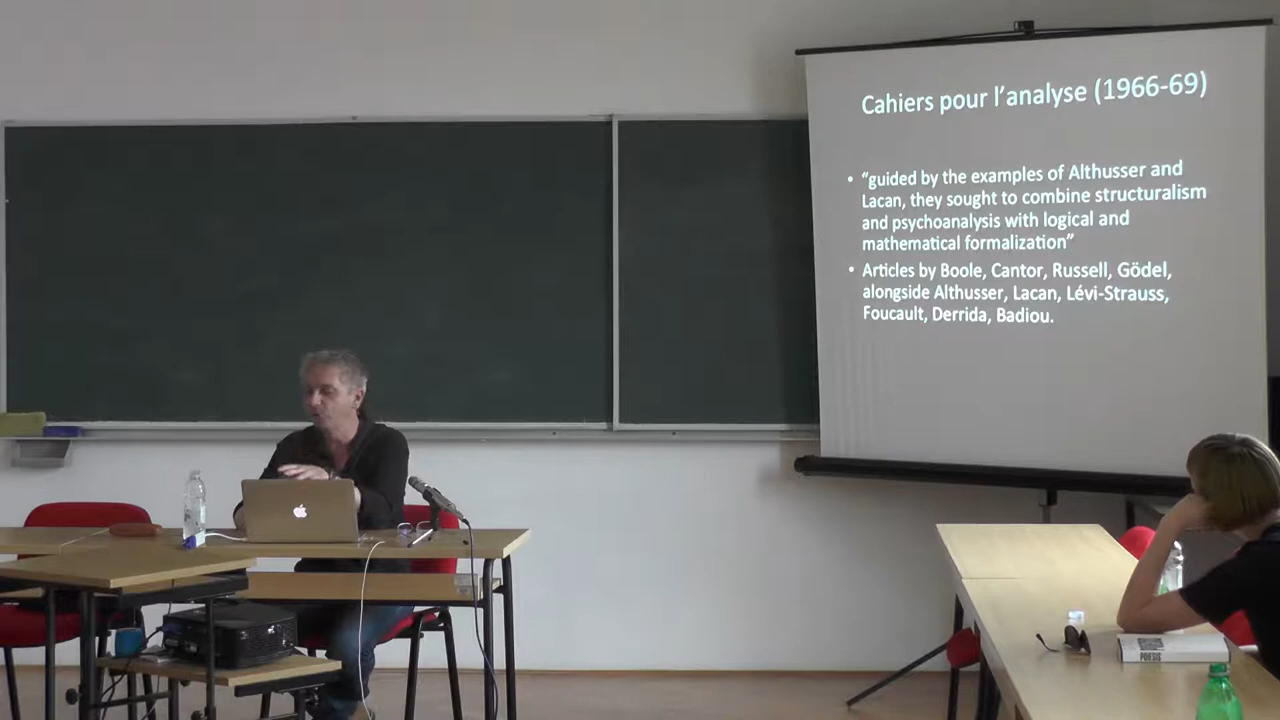 Cahiers pour l'analyse (1966-69)
• "guided by the examples of Althusser and
Lacan, they sought to combine structuralism
and psychoanalysis with logical and
mathematical formalization"
• Articles by Boole, Cantor, Russell, Gödel,
alongside Althusser, Lacan, Lévi-Strauss,
Foucault, Derrida, Badiou.
POESIS